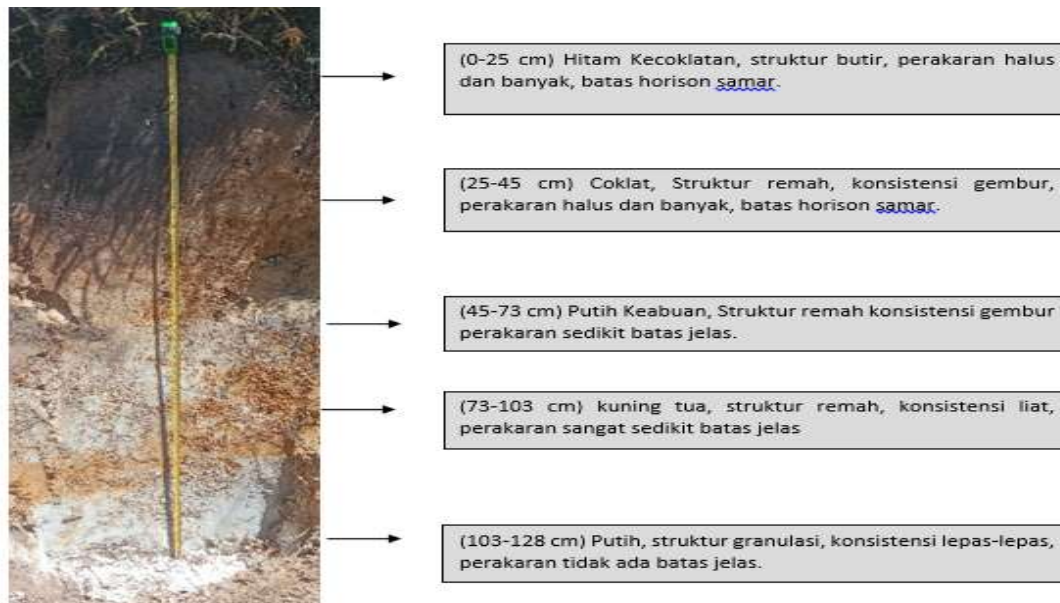 (0-25 cm) Hitam Kecoklatan, struktur butir, perakaran halus
dan banyak, batas horison samar.
(25-45 cm) Coklat, Struktur remah, konsistensi gembur,
perakaran halus dan banyak, batas horison samar.
(45-73 cm) Putih Keabuan, Struktur remah konsistensi gembur
perakaran sedikit batas jelas.
(73-103 cm) kuning tua, struktur remah, konsistensi liat,
perakaran sangat sedikit batas jelas
(103-128 cm) Putih, struktur granulasi, konsistensi lepas-lepas,
perakaran tidak ada batas jelas.